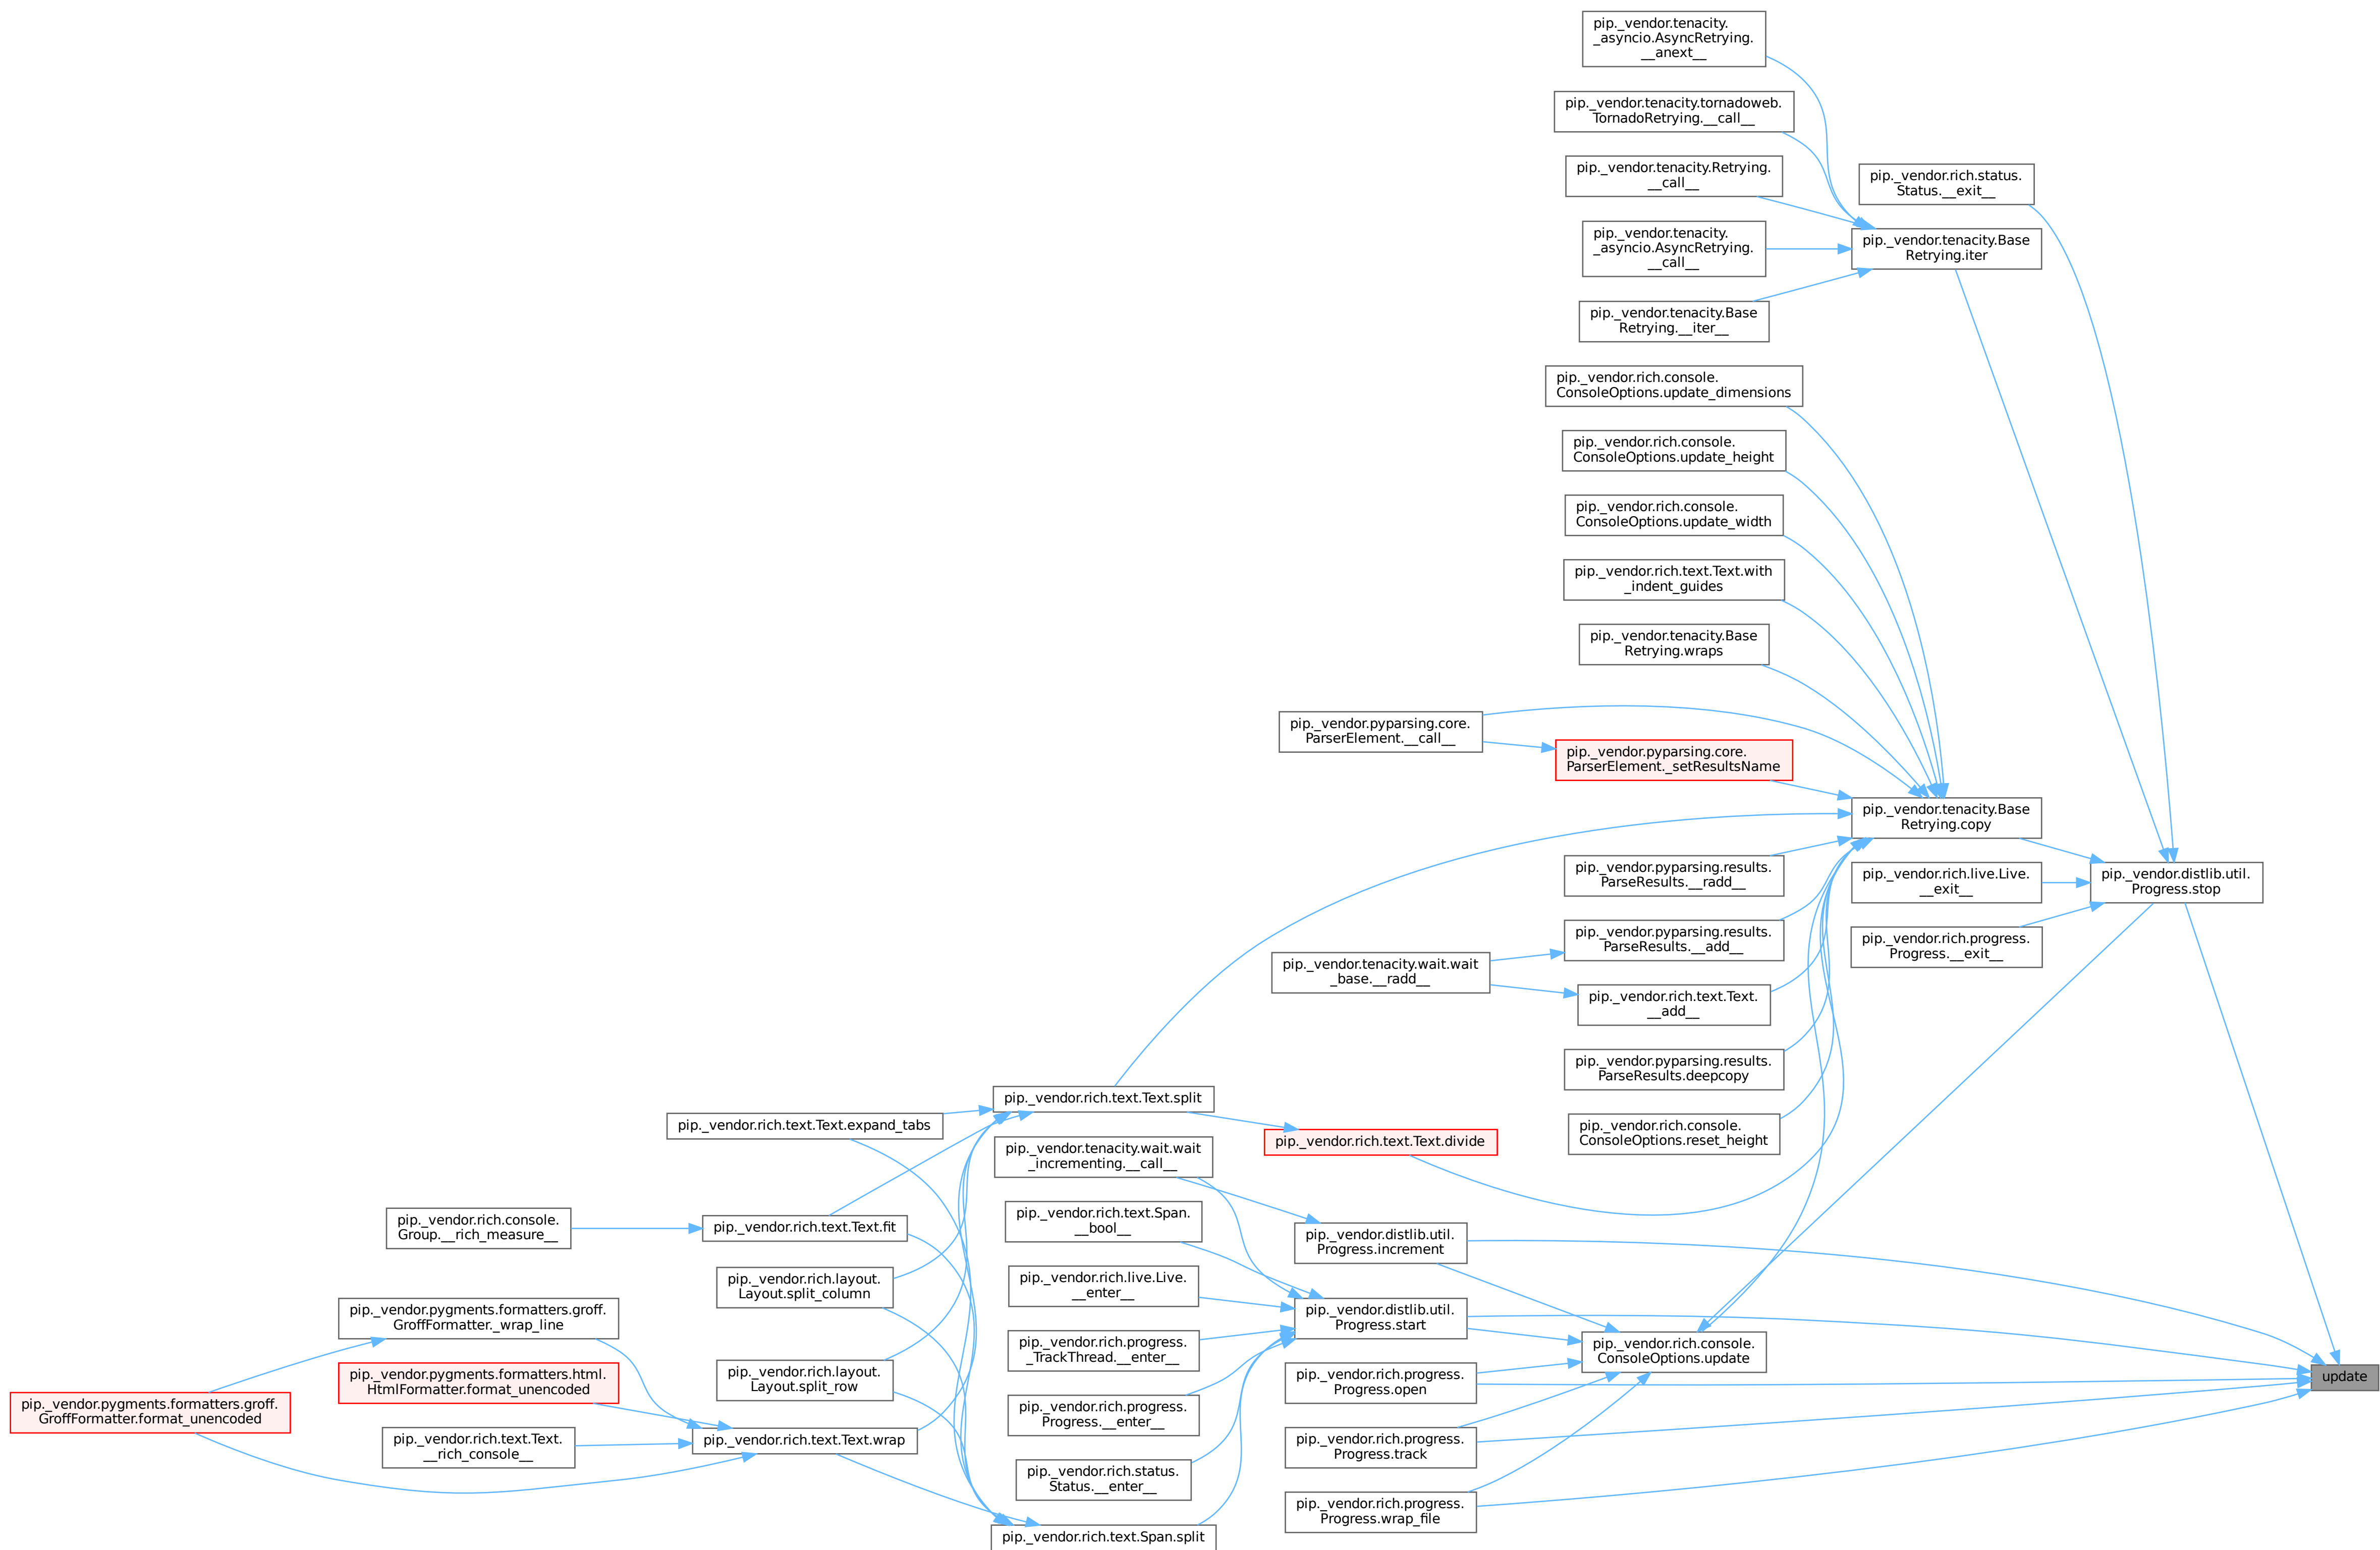 pip._vendor.tenacity.
_asyncio.AsyncRetrying.
__anext__
pip._vendor.tenacity.tornadoweb.
TornadoRetrying.__call__
pip._vendor.tenacity.Retrying.
__call__
pip._vendor.rich.status.
Status.__exit__
pip._vendor.tenacity.
_asyncio.AsyncRetrying.
__call__
pip._vendor.tenacity.Base
Retrying.iter
pip._vendor.tenacity.Base
Retrying.__iter__
pip._vendor.rich.console.
ConsoleOptions.update_dimensions
pip._vendor.rich.console.
ConsoleOptions.update_height
pip._vendor.rich.console.
ConsoleOptions.update_width
pip._vendor.rich.text.Text.with
_indent_guides
pip._vendor.tenacity.Base
Retrying.wraps
pip._vendor.pyparsing.core.
ParserElement.__call__
pip._vendor.pyparsing.core.
ParserElement._setResultsName
pip._vendor.tenacity.Base
Retrying.copy
pip._vendor.pyparsing.results.
ParseResults.__radd__
pip._vendor.rich.live.Live.
__exit__
pip._vendor.distlib.util.
Progress.stop
pip._vendor.pyparsing.results.
ParseResults.__add__
pip._vendor.rich.progress.
Progress.__exit__
pip._vendor.tenacity.wait.wait
_base.__radd__
pip._vendor.rich.text.Text.
__add__
pip._vendor.pyparsing.results.
ParseResults.deepcopy
pip._vendor.rich.text.Text.split
pip._vendor.rich.text.Text.expand_tabs
pip._vendor.rich.console.
ConsoleOptions.reset_height
pip._vendor.rich.text.Text.divide
pip._vendor.tenacity.wait.wait
_incrementing.__call__
pip._vendor.rich.text.Span.
__bool__
pip._vendor.rich.console.
Group.__rich_measure__
pip._vendor.rich.text.Text.fit
pip._vendor.distlib.util.
Progress.increment
pip._vendor.rich.layout.
Layout.split_column
pip._vendor.rich.live.Live.
__enter__
pip._vendor.pygments.formatters.groff.
GroffFormatter._wrap_line
pip._vendor.distlib.util.
Progress.start
pip._vendor.rich.progress.
_TrackThread.__enter__
pip._vendor.rich.console.
ConsoleOptions.update
pip._vendor.pygments.formatters.html.
HtmlFormatter.format_unencoded
pip._vendor.rich.layout.
Layout.split_row
pip._vendor.rich.progress.
Progress.open
update
pip._vendor.pygments.formatters.groff.
GroffFormatter.format_unencoded
pip._vendor.rich.progress.
Progress.__enter__
pip._vendor.rich.text.Text.
__rich_console__
pip._vendor.rich.text.Text.wrap
pip._vendor.rich.progress.
Progress.track
pip._vendor.rich.status.
Status.__enter__
pip._vendor.rich.progress.
Progress.wrap_file
pip._vendor.rich.text.Span.split